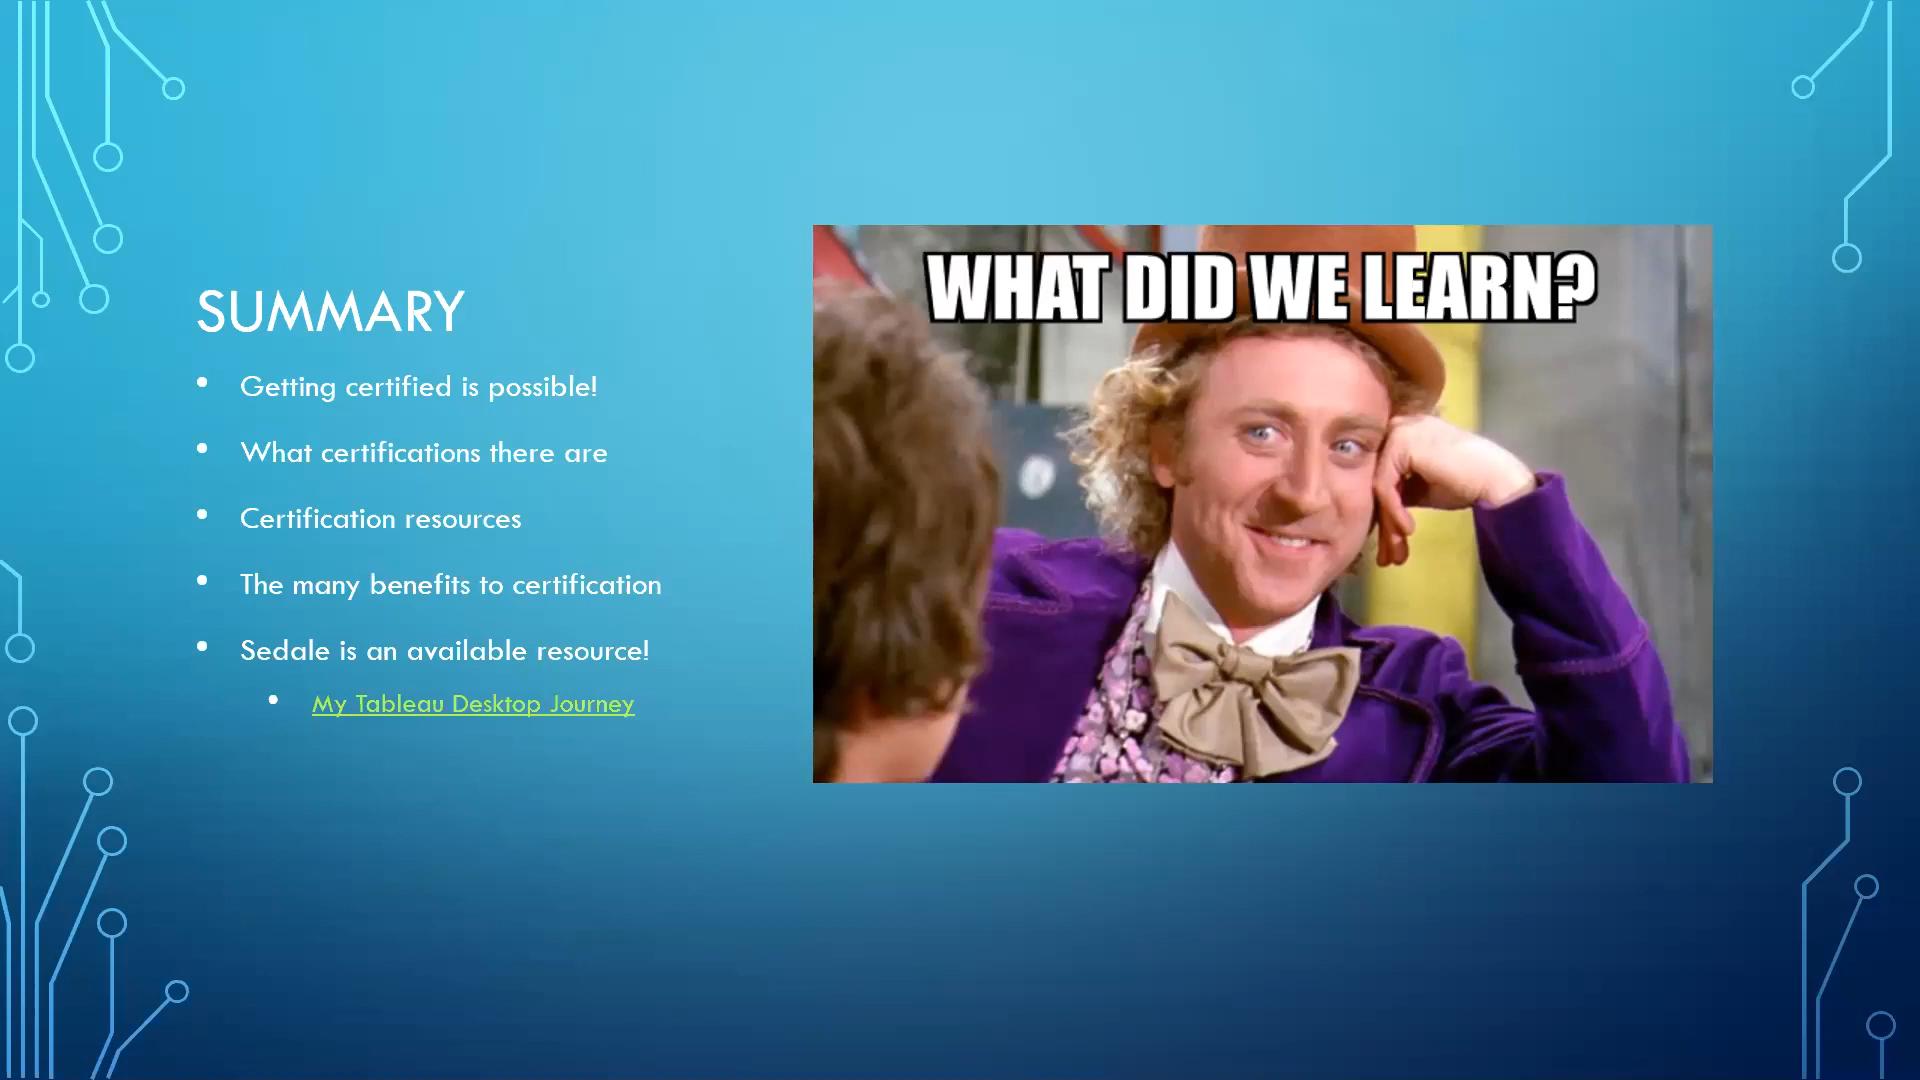 SUMMARY
Getting certified is possible!
What certifications there are
Certification resources
The many benefits to certification
Sedale is an available resource!
My Tableau Desktop Journey
WHAT DID WE LEARN?